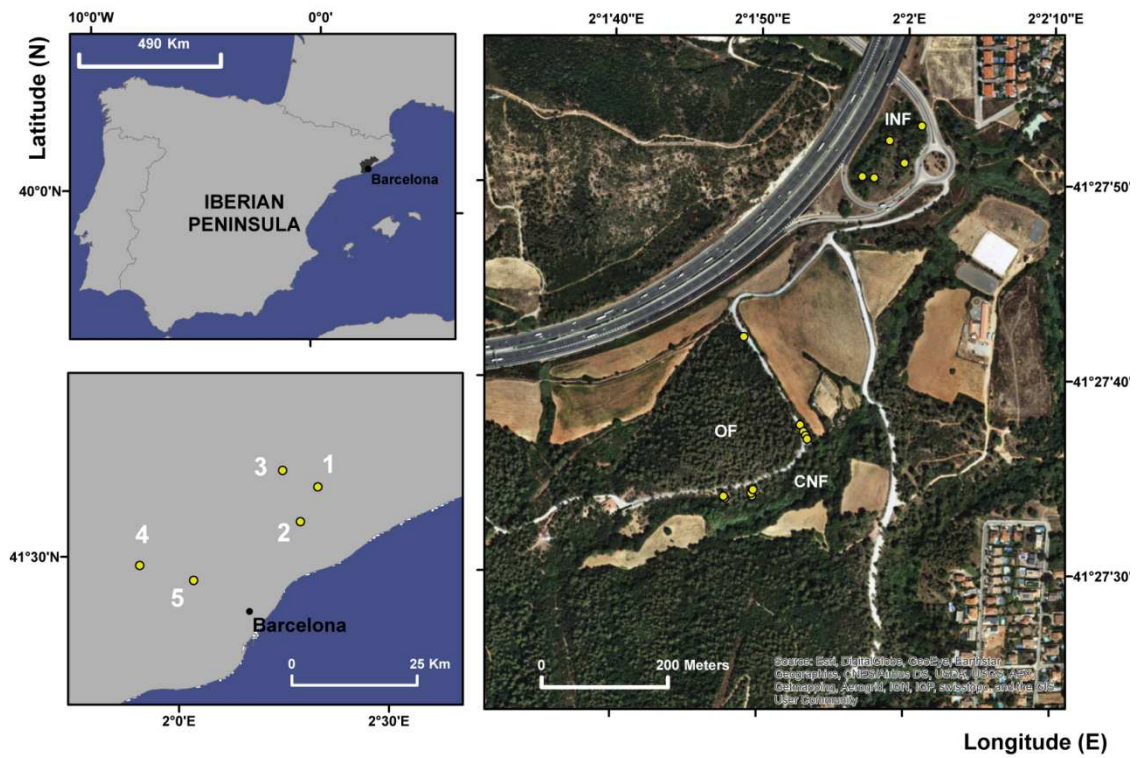 10°0'0"W
0°0'
490 Km
Latitude (N)
40°0'N
IBERIAN
PENINSULA
Barcelona
3
1
2
4
5
41°30'N
Barcelona
0
25 Km
2°0'E
2°30'E
2°1'40"E
2°1'50"E
2°2'E
2°2'10"E
INF
41°27'50"N
41°27'40"N
OF
CNF
41°27'30"N
0
200 Meters
Source: Esri, DigitalGlobe, GeoEye, Earthstar
Geographics, CNES/Airbus DS, USDA, USGS, AEX,
Getmapping, Aerogrid, IGN, IGP, swisstopo, and the GIS
User Community
Longitude (E)